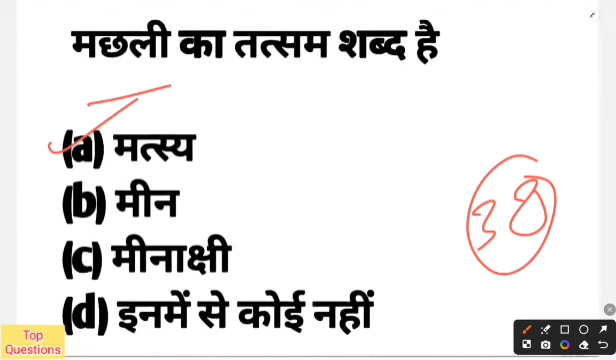 मछली का तत्सम शब्द है
(a) मत्स्य
(b) मीन
(c) मीनाक्षी
(d) इनमें से कोई नहीं
38
Top
Questions